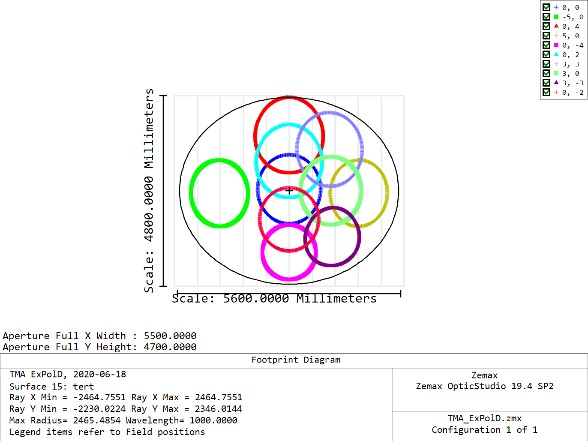 0, 0
-5, 0
0, 4
5, 0
0, -4
0, 2
3, 3
3, 0
3, -3
0, -2
Scale: 4800.0000 Millimeters
Scale: 5600.0000 Millimeters
Aperture Full X Width : 5500.0000
Aperture Full Y Height: 4700.0000
Footprint Diagram
TMA ExPolD, 2020-06-18
Surface 15: tert
Ray X Min = -2464.7551 Ray X Max = 2464.7551
Ray Y Min = -2230.0224 Ray Y Max = 2346.0144
Max Radius= 2465.4854 Wavelength= 1000.0000
Legend items refer to Field positions
Zemax
Zemax OpticStudio 19.4 SP2
TMA_ExPolD.zmx
Configuration 1 of 1